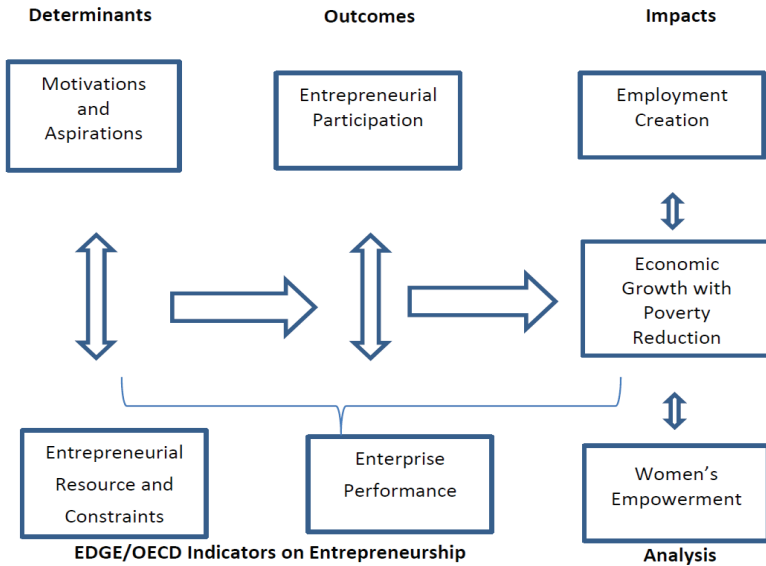 Determinants
Outcomes
Impacts
Motivations
and
Aspirations
Entrepreneurial
Participation
Employment
Creation
Economic
Growth with
Poverty
Reduction
Entrepreneurial
Resource and
Constraints
Enterprise
Performance
Women’s
Empowerment
EDGE/OECD Indicators on Entrepreneurship
Analysis